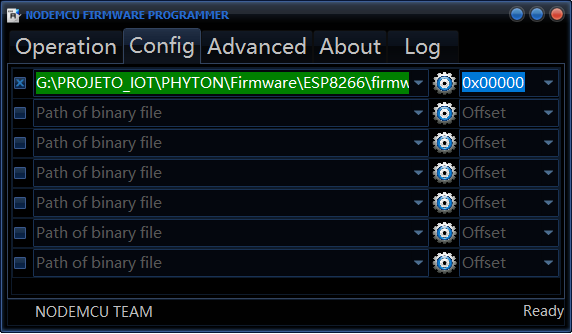 NODEMCU FIRMWARE PROGRAMMER
Operation Config Advanced About Log
G:\PROJETO_IOT\PHYTON\Firmware\ESP8266\firmw 0x00000
Path of binary file Offset
Path of binary file Offset
Path of binary file Offset
Path of binary file Offset
Path of binary file Offset
Path of binary file Offset
NODEMCU TEAM Ready